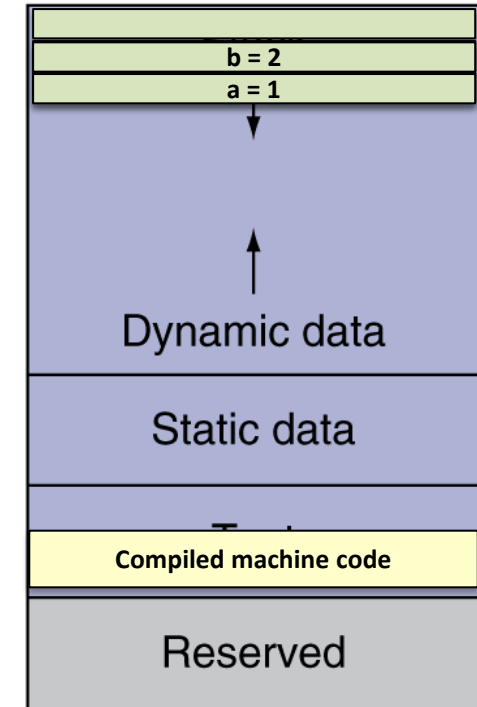 b = 2
a = 1
Dynamic data
Static data
Compiled machine code
Reserved